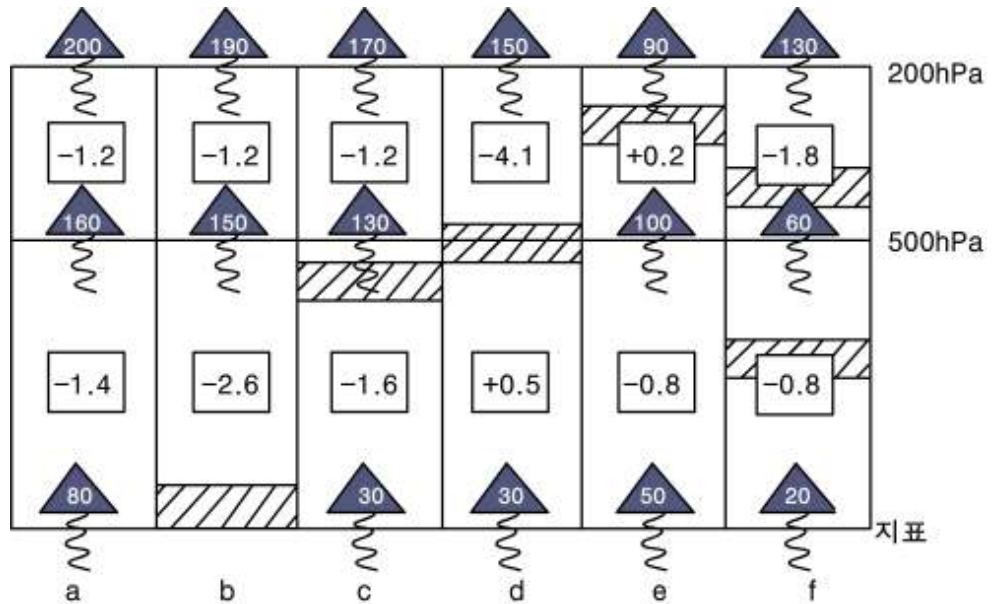 200 190 170 150 90 130
200hPa
−1.2 −1.2 −1.2 −4.1 +0.2 −1.8
160 150 130 100 60
500hPa
−1.4 −2.6 −1.6 +0.5 −0.8 −0.8
80 30 30 50 20
지표
a b c d e f